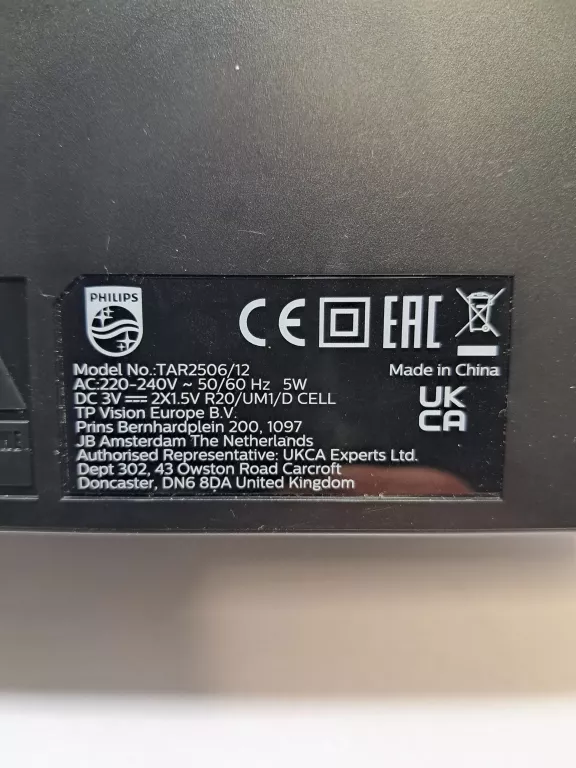 PHILIPS
CE EAC
Model No.:TAR2506/12
Made in China
AC:220-240V ~ 50/60 Hz 5W
DC 3V 2X1.5V R20/UM1/D CELL
UK
CA
TP Vision Europe B.V.
Prins Bernhardplein 200, 1097
JB Amsterdam The Netherlands
Authorised Representative: UKCA Experts Ltd.
Dept 302, 43 Owston Road Carcroft
Doncaster, DN6 8DA United Kingdom